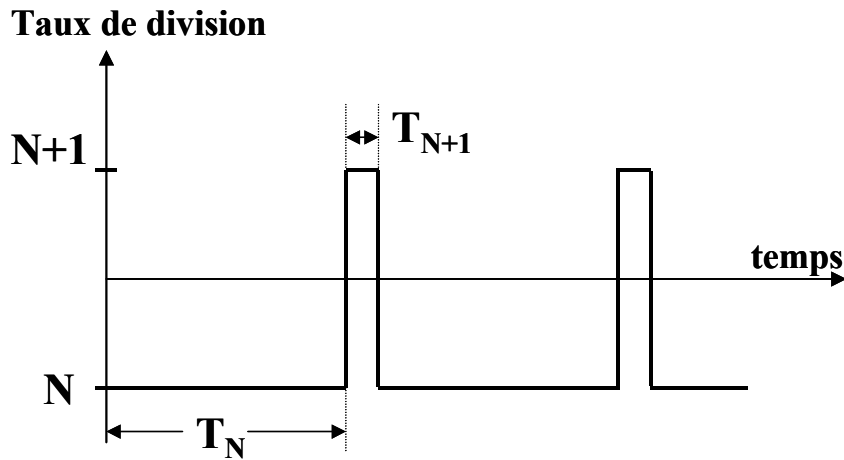 Taux de division
N+1
T_{N+1}
temps
N
T_N